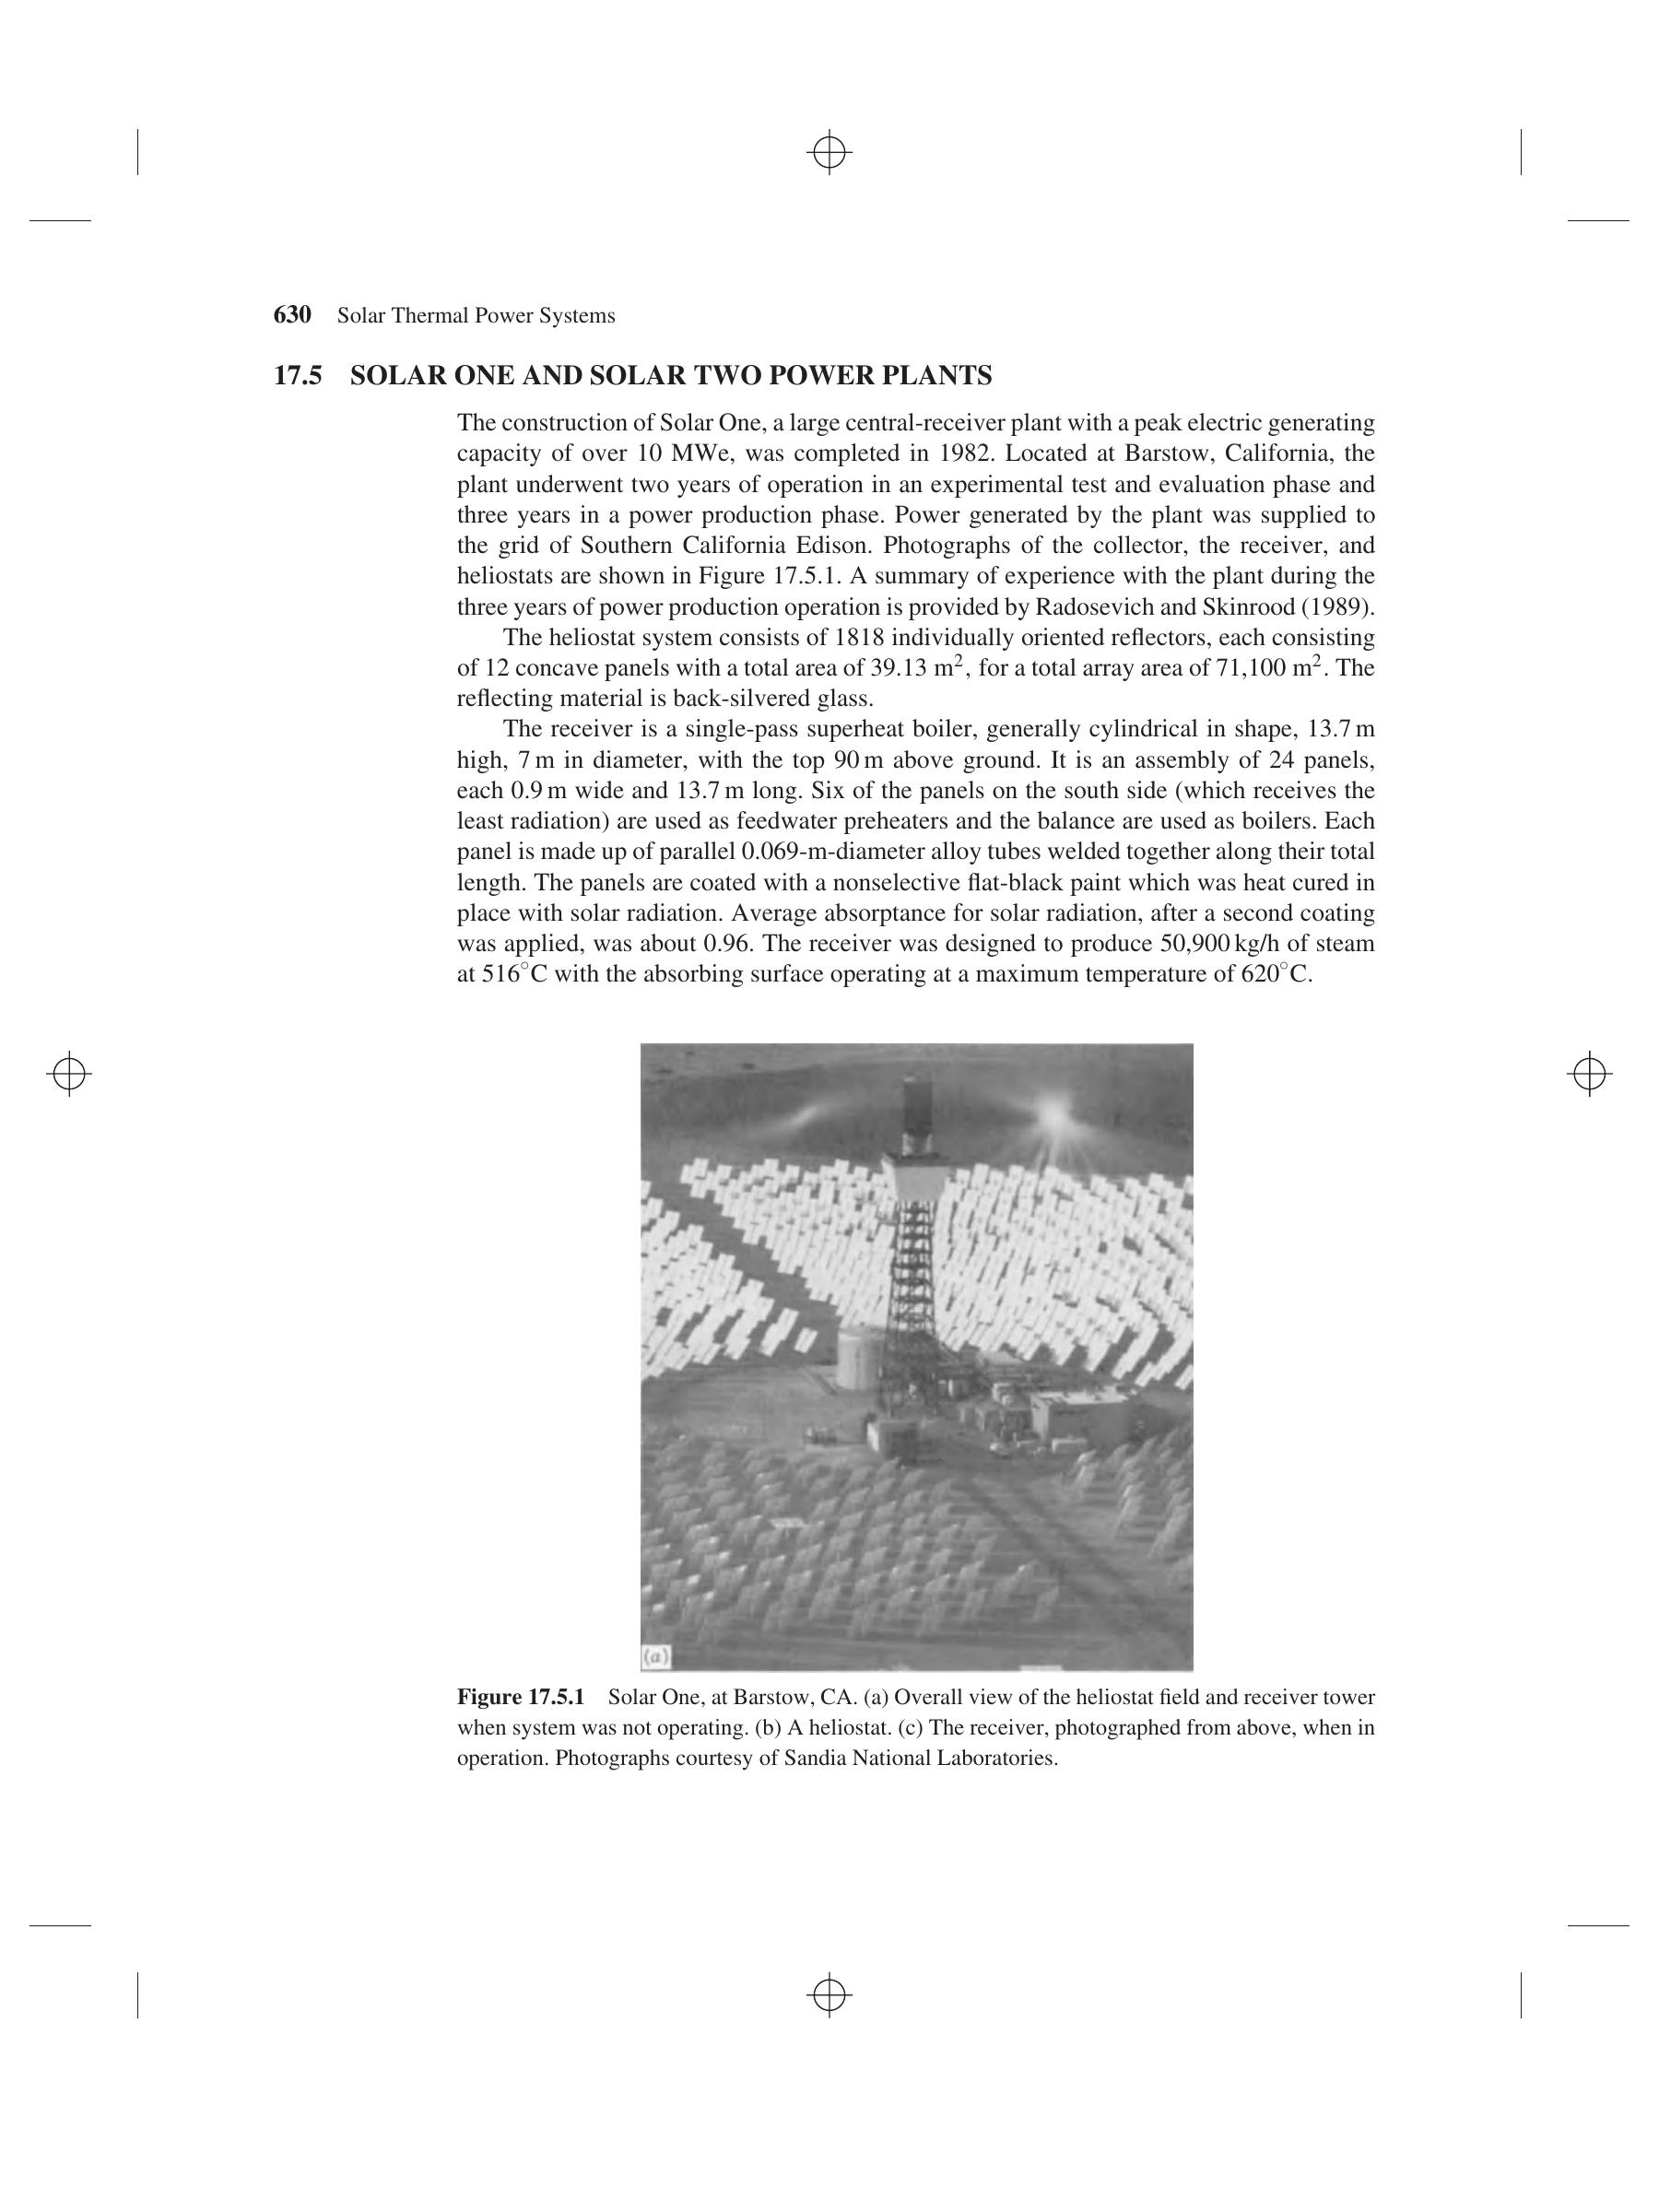 630 Solar Thermal Power Systems
17.5 SOLAR ONE AND SOLAR TWO POWER PLANTS
The construction of Solar One, a large central-receiver plant with a peak electric generating
capacity of over 10 MWe, was completed in 1982. Located at Barstow, California, the
plant underwent two years of operation in an experimental test and evaluation phase and
three years in a power production phase. Power generated by the plant was supplied to
the grid of Southern California Edison. Photographs of the collector, the receiver, and
heliostats are shown in Figure 17.5.1. A summary of experience with the plant during the
three years of power production operation is provided by Radosevich and Skinrood (1989).
The heliostat system consists of 1818 individually oriented reflectors, each consisting
of 12 concave panels with a total area of 39.13 m², for a total array area of 71,100 m². The
reflecting material is back-silvered glass.
The receiver is a single-pass superheat boiler, generally cylindrical in shape, 13.7 m
high, 7 m in diameter, with the top 90 m above ground. It is an assembly of 24 panels,
each 0.9 m wide and 13.7 m long. Six of the panels on the south side (which receives the
least radiation) are used as feedwater preheaters and the balance are used as boilers. Each
panel is made up of parallel 0.069-m-diameter alloy tubes welded together along their total
length. The panels are coated with a nonselective flat-black paint which was heat cured in
place with solar radiation. Average absorptance for solar radiation, after a second coating
was applied, was about 0.96. The receiver was designed to produce 50,900 kg/h of steam
at 516°C with the absorbing surface operating at a maximum temperature of 620°C.
(a)
Figure 17.5.1 Solar One, at Barstow, CA. (a) Overall view of the heliostat field and receiver tower
when system was not operating. (b) A heliostat. (c) The receiver, photographed from above, when in
operation. Photographs courtesy of Sandia National Laboratories.